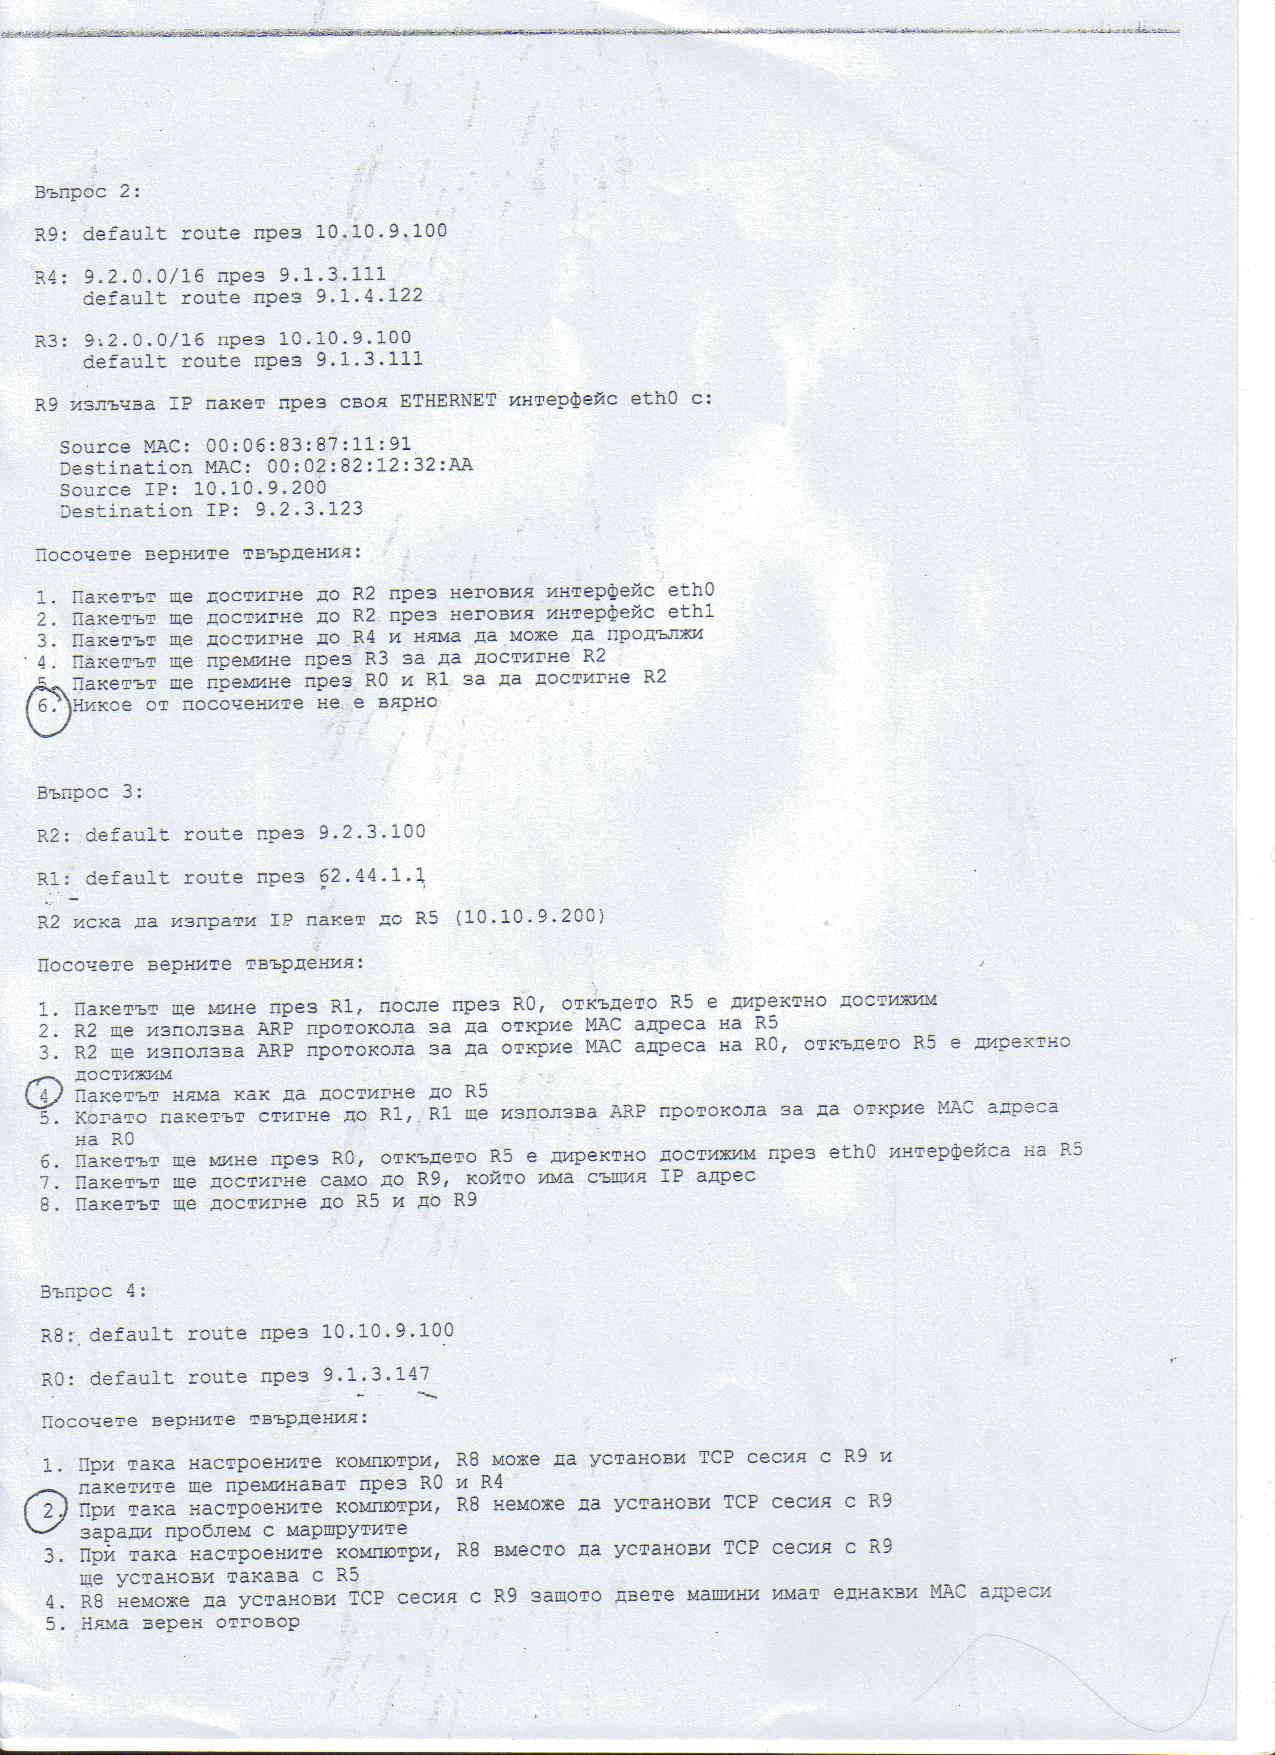 Въпрос 2:
R9: default route през 10.10.9.100
R4: 9.2.0.0/16 през 9.1.3.111
default route през 9.1.4.122
R3: 9.2.0.0/16 през 10.10.9.100
default route през 9.1.3.111
R9 излъчва IP пакет през своя ETHERNET интерфейс eth0 с:
Source MAC: 00:06:83:87:11:91
Destination MAC: 00:02:82:12:32:AA
Source IP: 10.10.9.200
Destination IP: 9.2.3.123
Посочете верните твърдения:
1. Пакетът ще достигне до R2 през неговия интерфейс eth0
2. Пакетът ще достигне до R2 през неговия интерфейс eth1
3. Пакетът ще достигне до R4 и няма да може да продължи
4. Пакетът ще премине през R3 за да достигне R2
5. Пакетът ще премине през R0 и R1 за да достигне R2
6. Никое от посочените не е вярно
Въпрос 3:
R2: default route през 9.2.3.100
R1: default route през 62.44.1.1
R2 иска да изпрати IP пакет до R5 (10.10.9.200)
Посочете верните твърдения:
1. Пакетът ще мине през R1, после през R0, откъдето R5 е директно достижим
2. R2 ще използва ARP протокола за да открие MAC адреса на R5
3. R2 ще използва ARP протокола за да открие MAC адреса на R0, откъдето R5 е директно
достижим
4. Пакетът няма как да достигне до R5
5. Когато пакетът стигне до R1, R1 ще използва ARP протокола за да открие MAC адреса
на R0
6. Пакетът ще мине през R0, откъдето R5 е директно достижим през eth0 интерфейса на R5
7. Пакетът ще достигне само до R9, който има същия IP адрес
8. Пакетът ще достигне до R5 и до R9
Въпрос 4:
R8: default route през 10.10.9.100
R0: default route през 9.1.3.147
Посочете верните твърдения:
1. При така настроените компютри, R8 може да установи TCP сесия с R9 и
пакетите ще преминават през R0 и R4
2. При така настроените компютри, R8 неможе да установи TCP сесия с R9
заради проблем с маршрутите
3. При така настроените компютри, R8 вместо да установи TCP сесия с R9
ще установи такава с R5
4. R8 неможе да установи TCP сесия с R9 защото двете машини имат еднакви MAC адреси
5. Няма верен отговор